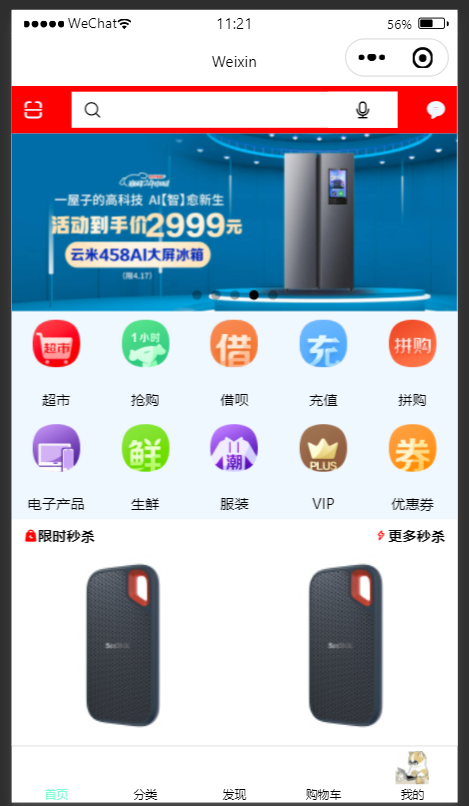 WeChat 11:21 56%
Weixin
一屋子的高科技 AI【智】愈新生
活动到手价2999元
云米458AI大屏冰箱
(限4.17)
超市 1小时 借 充 拼购
超市 抢购 借呗 充值 拼购
鲜 潮 PLUS 券
电子产品 生鲜 服装 VIP 优惠券
限时秒杀 更多秒杀
SanDisk SanDisk
首页 分类 发现 购物车 我的